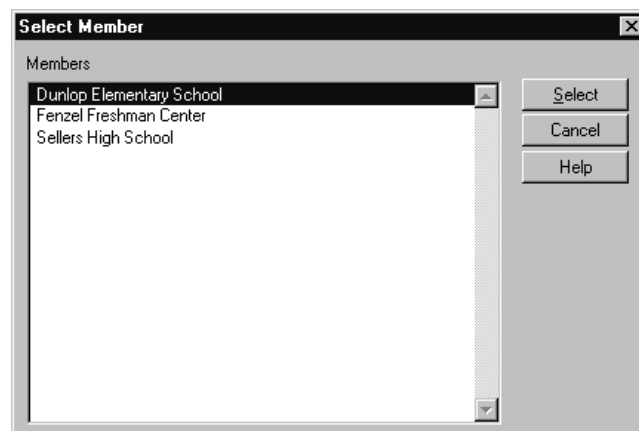 Select Member
Members
Dunlop Elementary School
Fenzel Freshman Center
Sellers High School
Select
Cancel
Help